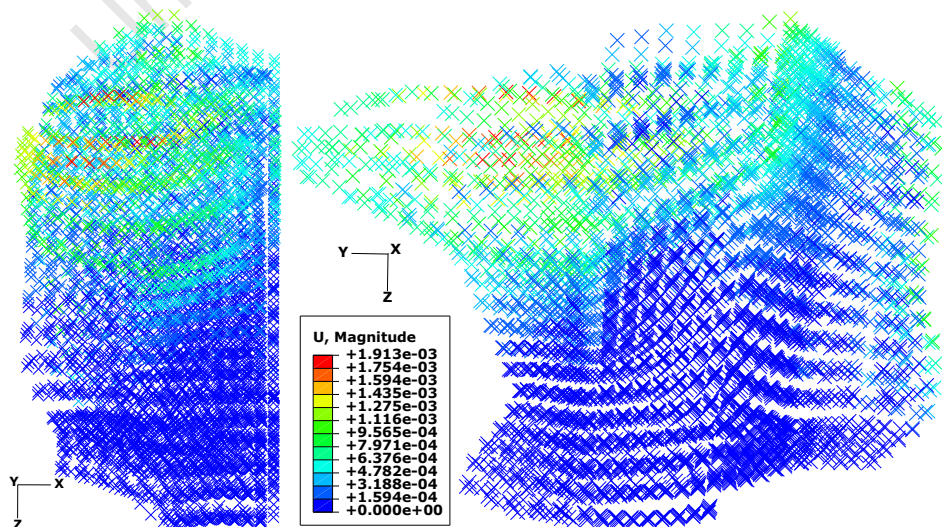 Y X
Z
U, Magnitude
+1.913e-03
+1.754e-03
+1.594e-03
+1.435e-03
+1.275e-03
+1.116e-03
+9.565e-04
+7.971e-04
+6.376e-04
+4.782e-04
+3.188e-04
+1.594e-04
+0.000e+00
Y X
Z